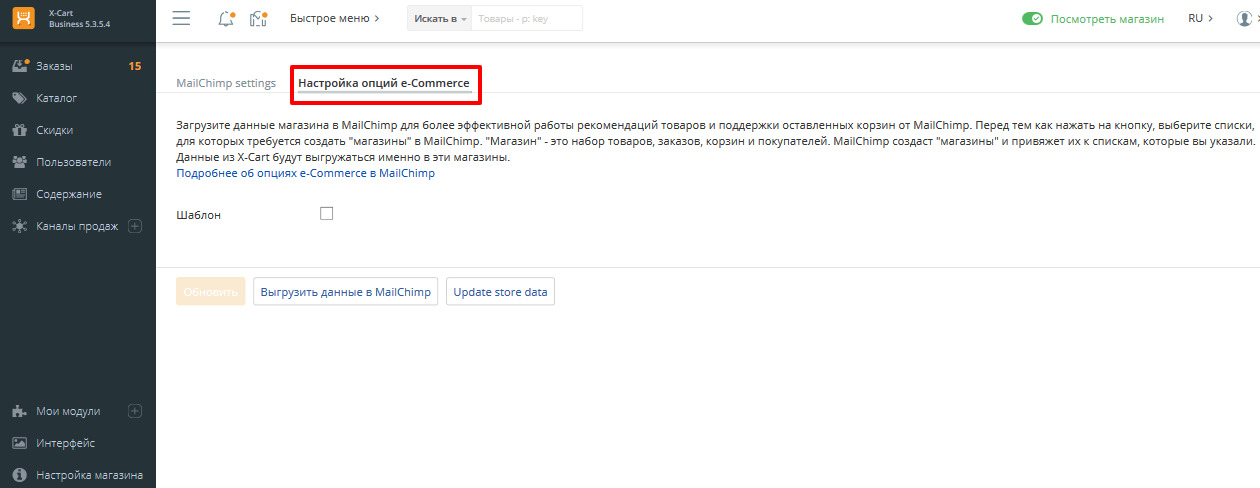 X-Cart
Business 5.3.5.4
Быстрое меню
Искать в
Товары - p: key
Посмотреть магазин
RU
Заказы 15
Каталог
Скидки
Пользователи
Содержание
Каналы продаж
Мои модули
Интерфейс
Настройка магазина
MailChimp settings
Настройка опций e-Commerce
Загрузите данные магазина в MailChimp для более эффективной работы рекомендаций товаров и поддержки оставленных корзин от MailChimp. Перед тем как нажать на кнопку, выберите списки,
для которых требуется создать "магазины" в MailChimp. "Магазин" - это набор товаров, заказов, корзин и покупателей. MailChimp создаст "магазины" и привяжет их к спискам, которые вы указали.
Данные из X-Cart будут выгружаться именно в эти магазины.
Подробнее об опциях e-Commerce в MailChimp
Шаблон
Обновить
Выгрузить данные в MailChimp
Update store data